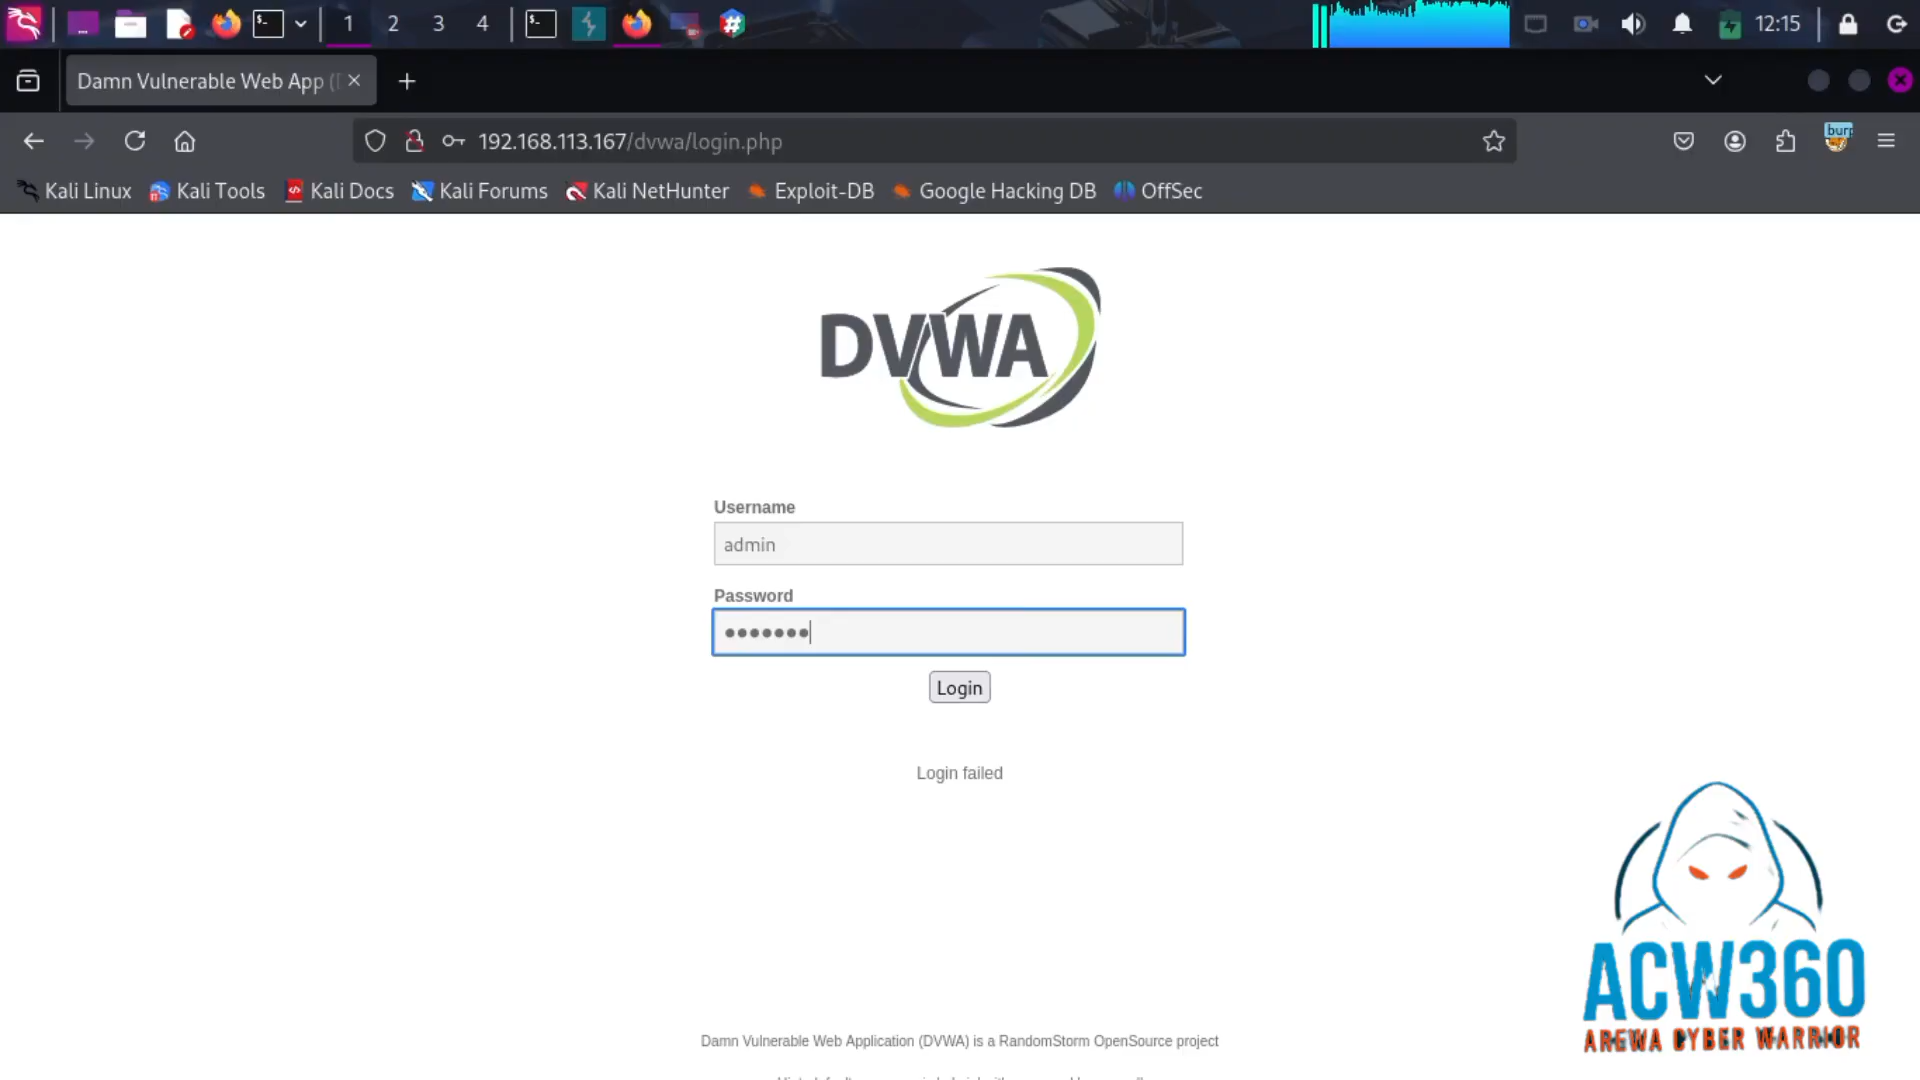 1 2 3 4 12:15
Damn Vulnerable Web App (
192.168.113.167/dvwa/login.php
burp
Kali Linux Kali Tools Kali Docs Kali Forums Kali NetHunter Exploit-DB Google Hacking DB OffSec
DVWA
Username
admin
Password
Login
Login failed
ACW360
AREWA CYBER WARRIOR
Damn Vulnerable Web Application (DVWA) is a RandomStorm OpenSource project